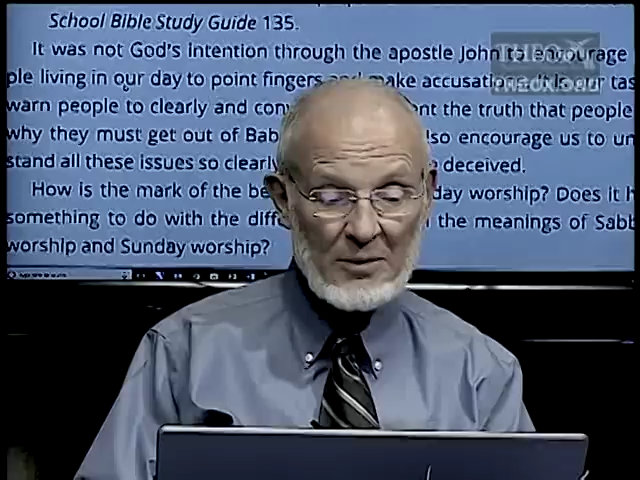 School Bible Study Guide 135.
It was not God's intention through the apostle John to encourage
ple living in our day to point fingers and make accusations. It is our tas
warn people to clearly and con nt the truth that people
why they must get out of Bab lso encourage us to un
stand all these issues so clearly e deceived.
How is the mark of the be day worship? Does it h
something to do with the diff the meanings of Sabb
worship and Sunday worship?